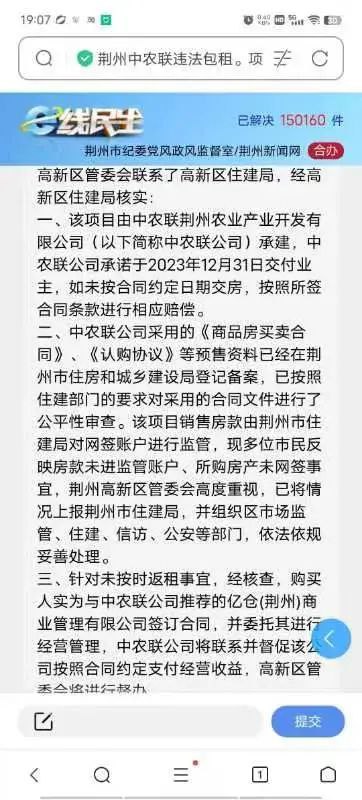 19:07
荆州中农联违法包租。项
e线民生
已解决 150160 件
荆州市纪委党风政风监督室/荆州新闻网 合办
高新区管委会联系了高新区住建局，经高
新区住建局核实：
一、该项目由中农联荆州农业产业开发有
限公司（以下简称中农联公司）承建，中
农联公司承诺于2023年12月31日交付业
主，如未按合同约定日期交房，按照所签
合同条款进行相应赔偿。
二、中农联公司采用的《商品房买卖合
同》、《认购协议》等预售资料已经在荆
州市住房和城乡建设局登记备案，已按照
住建部门的要求对采用的合同文件进行了
公平性审查。该项目销售房款由荆州市住
建局对网签账户进行监管，现多位市民反
映房款未进监管账户、所购房产未网签事
宜，荆州高新区管委会高度重视，已将情
况上报荆州市住建局，并组织区市场监
管、住建、信访、公安等部门，依法依规
妥善处理。
三、针对未按时返租事宜，经核查，购买
人实为与中农联公司推荐的亿仓(荆州)商
业管理有限公司签订合同，并委托其进行
经营管理，中农联公司将联系并督促该公
司按照合同约定支付经营收益，高新区管
委会将进行督办
提交
1